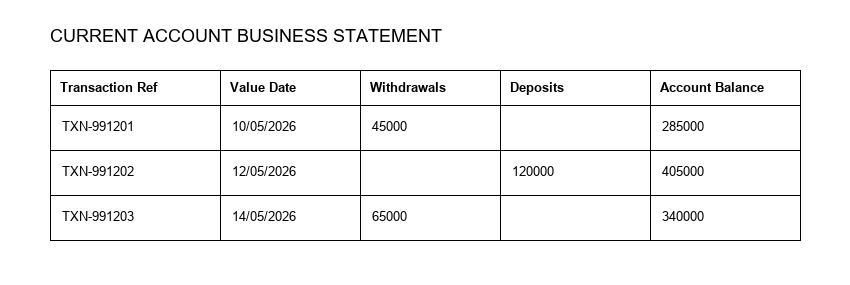 CURRENT ACCOUNT BUSINESS STATEMENT
Transaction Ref Value Date Withdrawals Deposits Account Balance
TXN-991201 10/05/2026 45000 285000
TXN-991202 12/05/2026 120000 405000
TXN-991203 14/05/2026 65000 340000